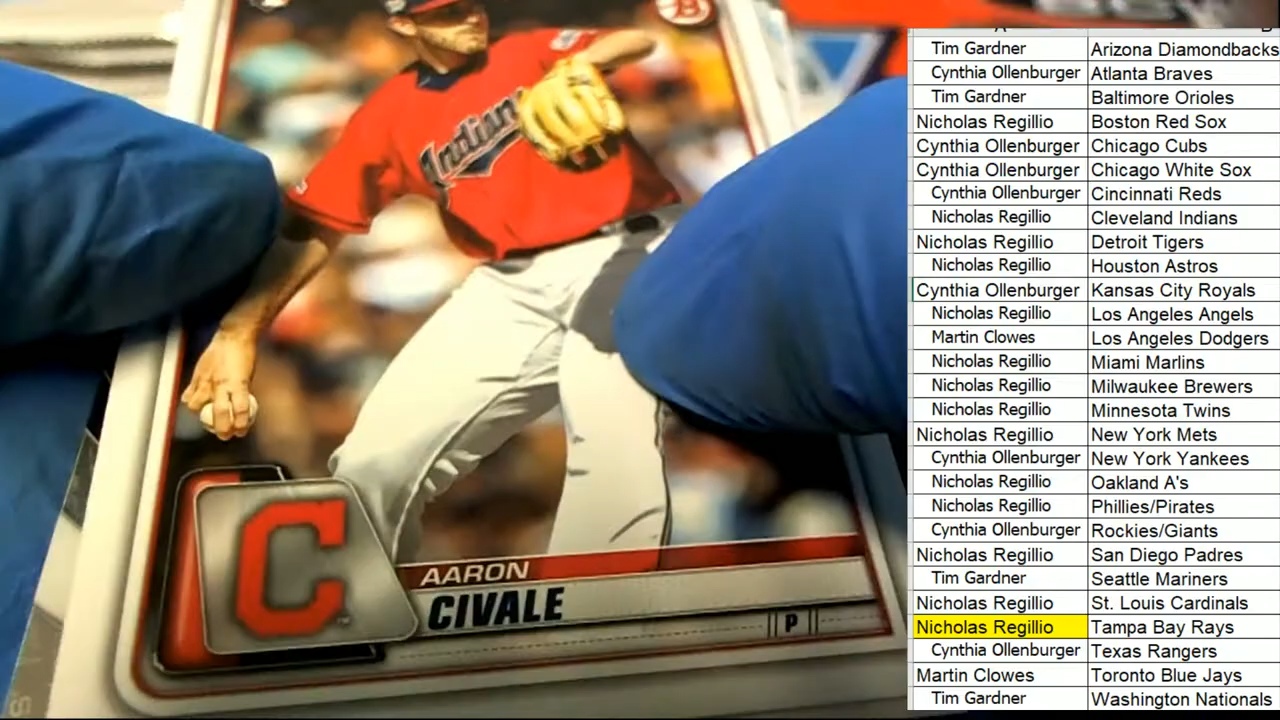 Indians
C
AARON
CIVALE
P
Tim Gardner Arizona Diamondbacks
Cynthia Ollenburger Atlanta Braves
Tim Gardner Baltimore Orioles
Nicholas Regillio Boston Red Sox
Cynthia Ollenburger Chicago Cubs
Cynthia Ollenburger Chicago White Sox
Cynthia Ollenburger Cincinnati Reds
Nicholas Regillio Cleveland Indians
Nicholas Regillio Detroit Tigers
Nicholas Regillio Houston Astros
Cynthia Ollenburger Kansas City Royals
Nicholas Regillio Los Angeles Angels
Martin Clowes Los Angeles Dodgers
Nicholas Regillio Miami Marlins
Nicholas Regillio Milwaukee Brewers
Nicholas Regillio Minnesota Twins
Nicholas Regillio New York Mets
Cynthia Ollenburger New York Yankees
Nicholas Regillio Oakland A's
Nicholas Regillio Phillies/Pirates
Cynthia Ollenburger Rockies/Giants
Nicholas Regillio San Diego Padres
Tim Gardner Seattle Mariners
Nicholas Regillio St. Louis Cardinals
Nicholas Regillio Tampa Bay Rays
Cynthia Ollenburger Texas Rangers
Martin Clowes Toronto Blue Jays
Tim Gardner Washington Nationals